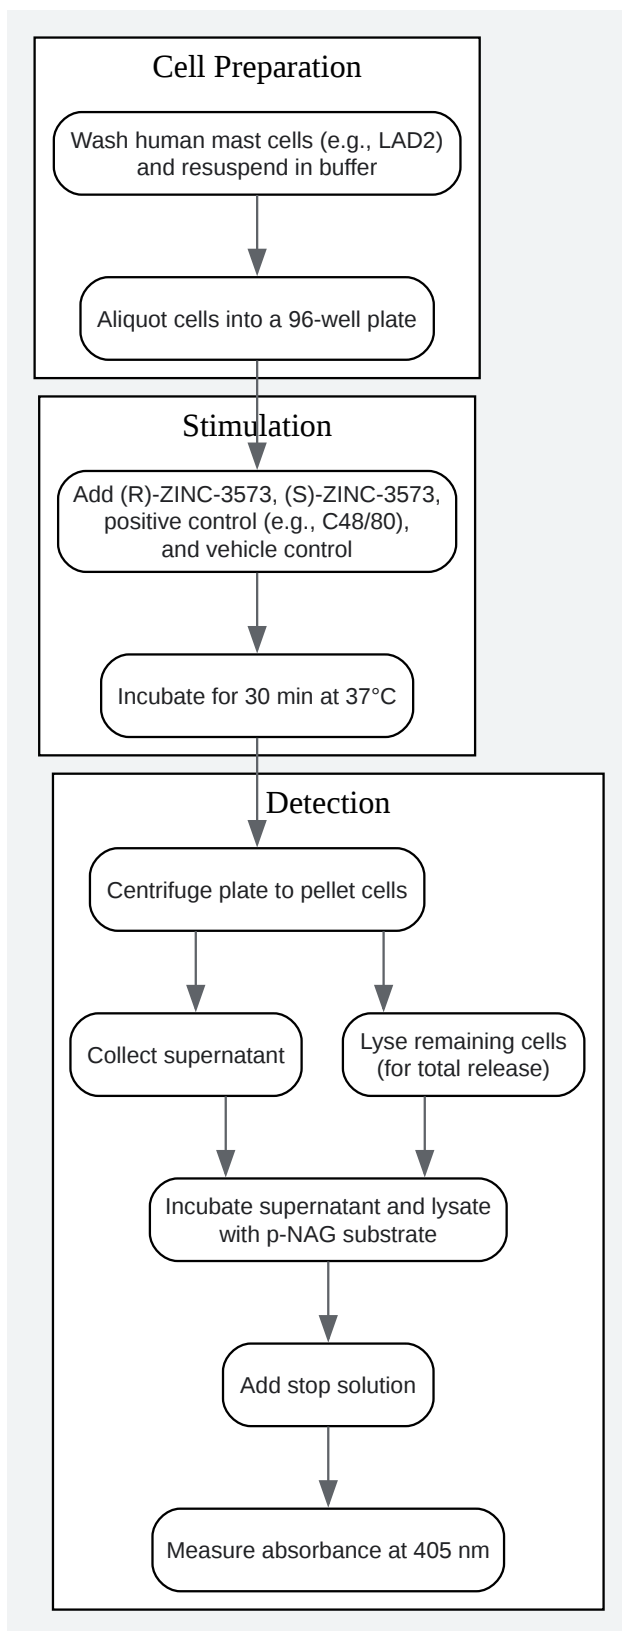 Cell Preparation
Wash human mast cells (e.g., LAD2)
and resuspend in buffer
Aliquot cells into a 96-well plate
Stimulation
Add (R)-ZINC-3573, (S)-ZINC-3573,
positive control (e.g., C48/80),
and vehicle control
Incubate for 30 min at 37°C
Detection
Centrifuge plate to pellet cells
Collect supernatant
Lyse remaining cells
(for total release)
Incubate supernatant and lysate
with p-NAG substrate
Add stop solution
Measure absorbance at 405 nm